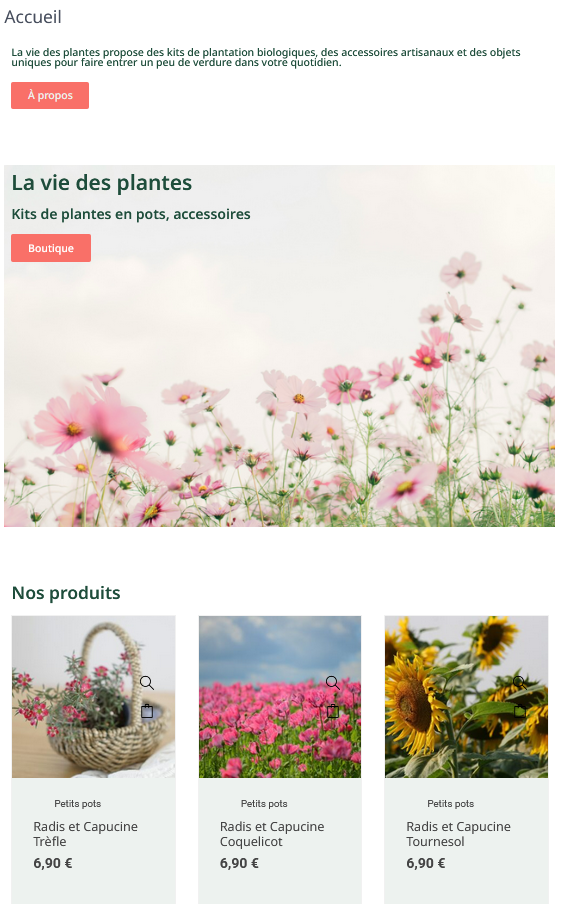 Accueil
La vie des plantes propose des kits de plantation biologiques, des accessoires artisanaux et des objets
uniques pour faire entrer un peu de verdure dans votre quotidien.
À propos
La vie des plantes
Kits de plantes en pots, accessoires
Boutique
Nos produits
Petits pots
Radis et Capucine
Trèfle
6,90 €
Petits pots
Radis et Capucine
Coquelicot
6,90 €
Petits pots
Radis et Capucine
Tournesol
6,90 €